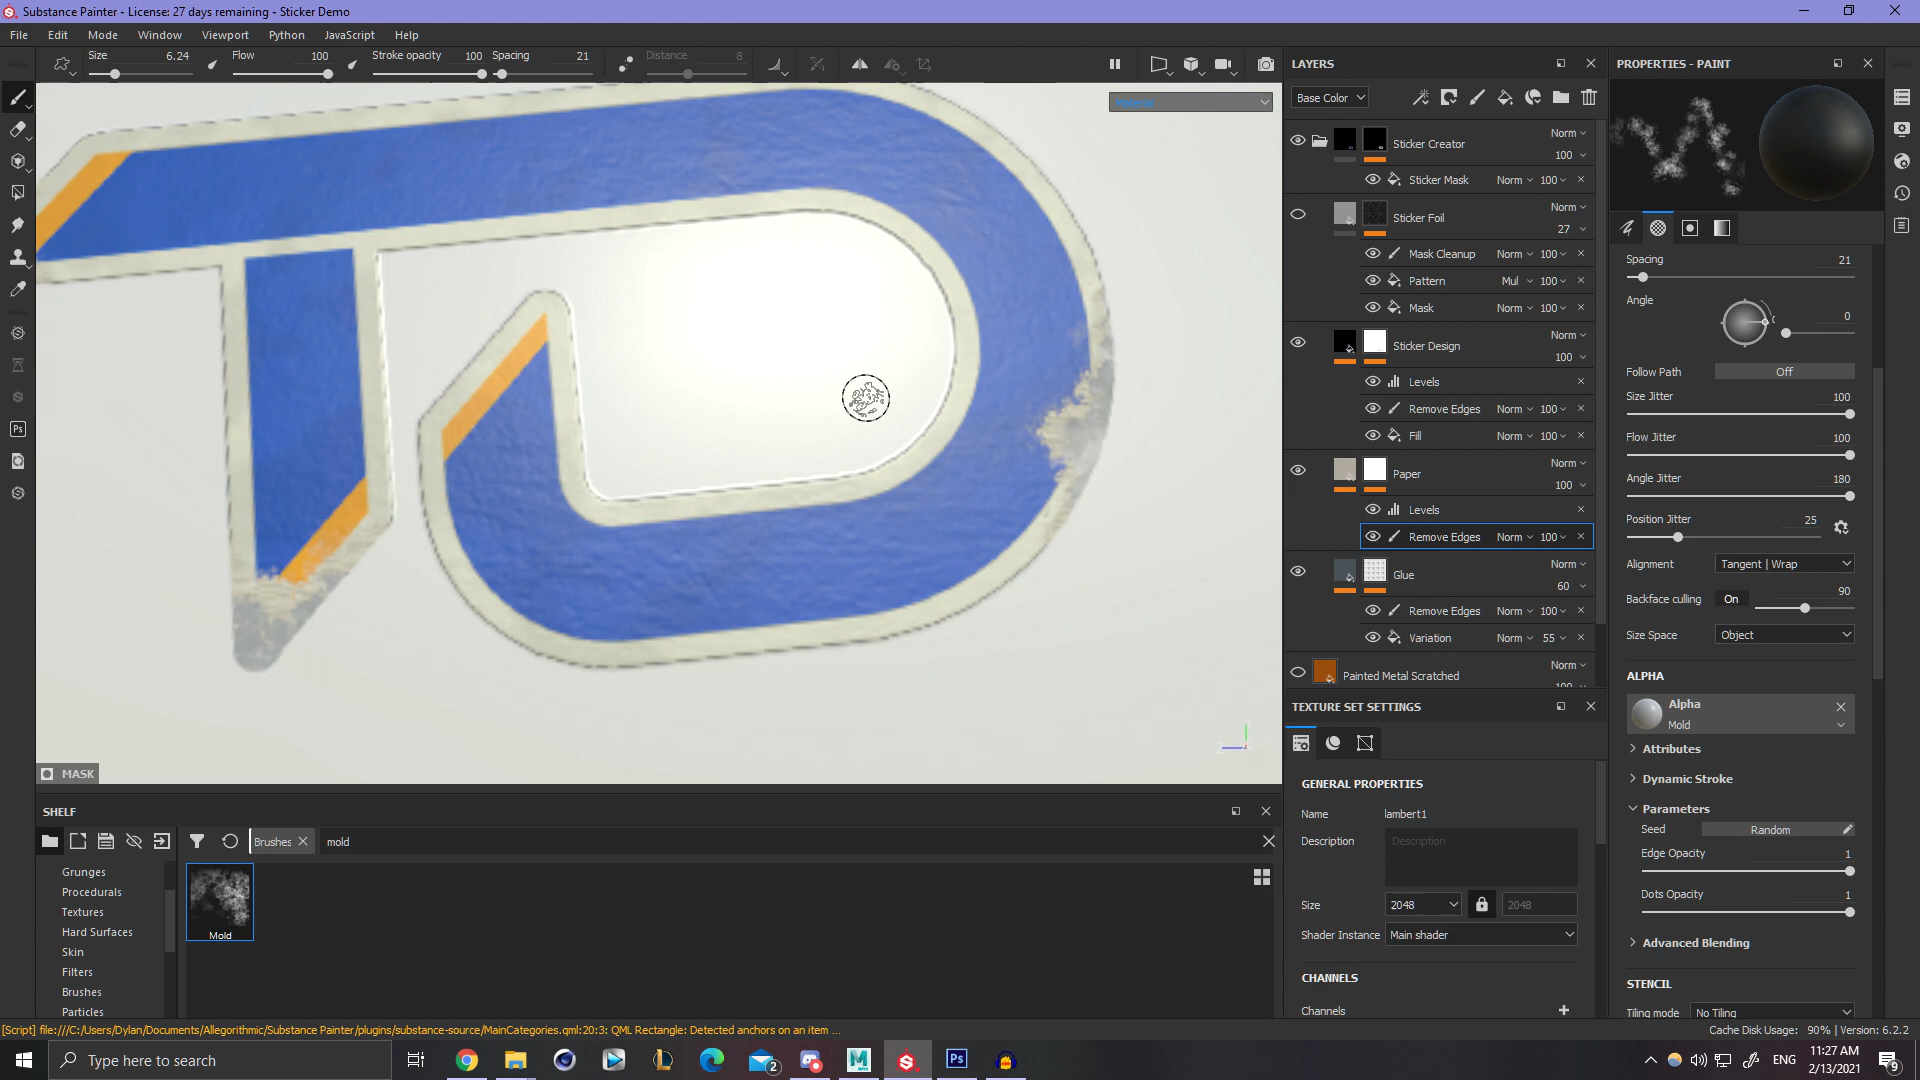 Substance Painter - License: 27 days remaining - Sticker Demo
File Edit Mode Window Viewport Python JavaScript Help
Size 6.24 Flow 100 Stroke opacity 100 Spacing 21 Distance 8
MASK
SHELF
Brushes mold
Grunges
Procedurals
Textures
Hard Surfaces
Skin
Filters
Brushes
Particles
Mold
LAYERS
Base Color
Norm
Sticker Creator
100
Sticker Mask Norm 100
Norm
Sticker Foil
27
Mask Cleanup Norm 100
Pattern Mul 100
Mask Norm 100
Norm
Sticker Design
100
Levels
Remove Edges Norm 100
Fill Norm 100
Norm
Paper
100
Levels
Remove Edges Norm 100
Norm
Glue
60
Remove Edges Norm 100
Variation Norm 55
Norm
Painted Metal Scratched
100
TEXTURE SET SETTINGS
GENERAL PROPERTIES
Name lambert1
Description Description
Size 2048 2048
Shader Instance Main shader
CHANNELS
Channels
PROPERTIES - PAINT
Spacing 21
Angle 0
Follow Path Off
Size Jitter 100
Flow Jitter 100
Angle Jitter 180
Position Jitter 25
Alignment Tangent | Wrap
Backface culling On 90
Size Space Object
ALPHA
Alpha
Mold
Attributes
Dynamic Stroke
Parameters
Seed Random
Edge Opacity 1
Dots Opacity 1
Advanced Blending
STENCIL
Tiling mode No Tiling
[Script] file:///C:/Users/Dylan/Documents/Allegorithmic/Substance Painter/plugins/substance-source/MainCategories.qml:20:3: QML Rectangle: Detected anchors on an item ...
Cache Disk Usage: 90% | Version: 6.2.2
Type here to search
2
Ps
ENG
11:27 AM
2/13/2021
9